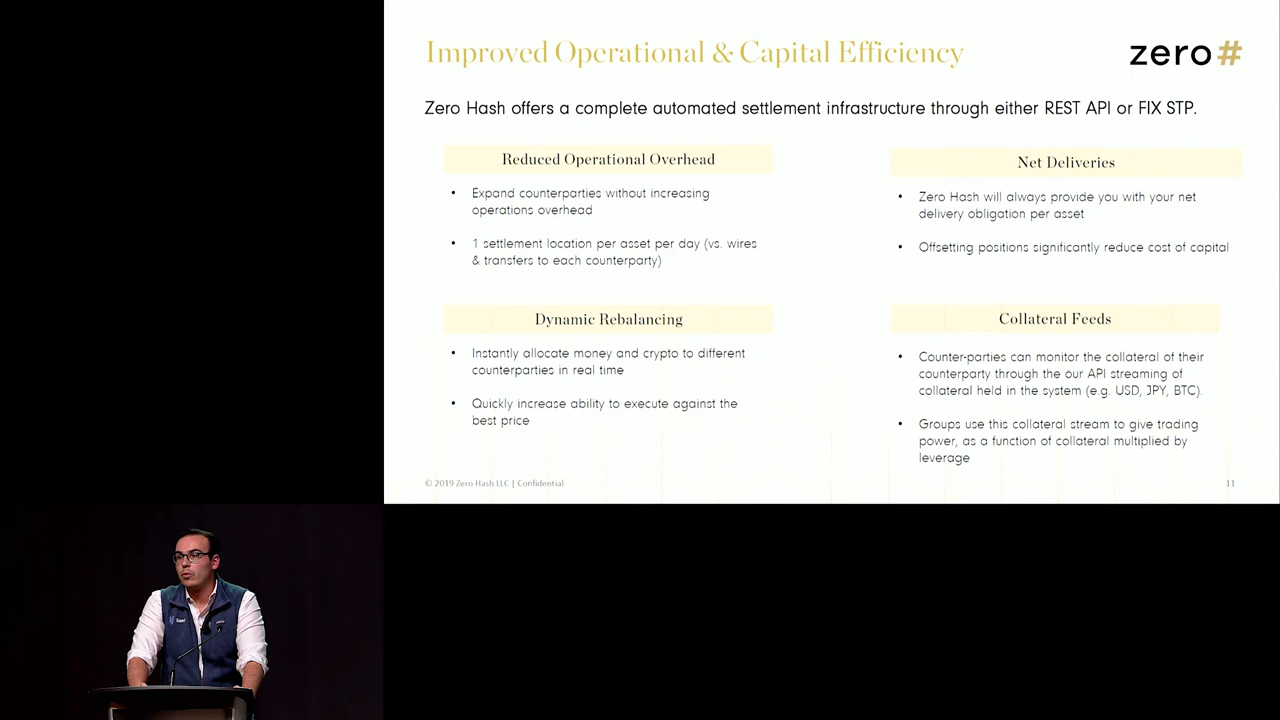 Improved Operational & Capital Efficiency
zero#
Zero Hash offers a complete automated settlement infrastructure through either REST API or FIX STP.
Reduced Operational Overhead
• Expand counterparties without increasing
operations overhead
• 1 settlement location per asset per day (vs. wires
& transfers to each counterparty)
Net Deliveries
• Zero Hash will always provide you with your net
delivery obligation per asset
• Offsetting positions significantly reduce cost of capital
Dynamic Rebalancing
• Instantly allocate money and crypto to different
counterparties in real time
• Quickly increase ability to execute against the
best price
Collateral Feeds
• Counter-parties can monitor the collateral of their
counterparty through the our API streaming of
collateral held in the system (e.g. USD, JPY, BTC).
• Groups use this collateral stream to give trading
power, as a function of collateral multiplied by
leverage
© 2019 Zero Hash LLC | Confidential
11